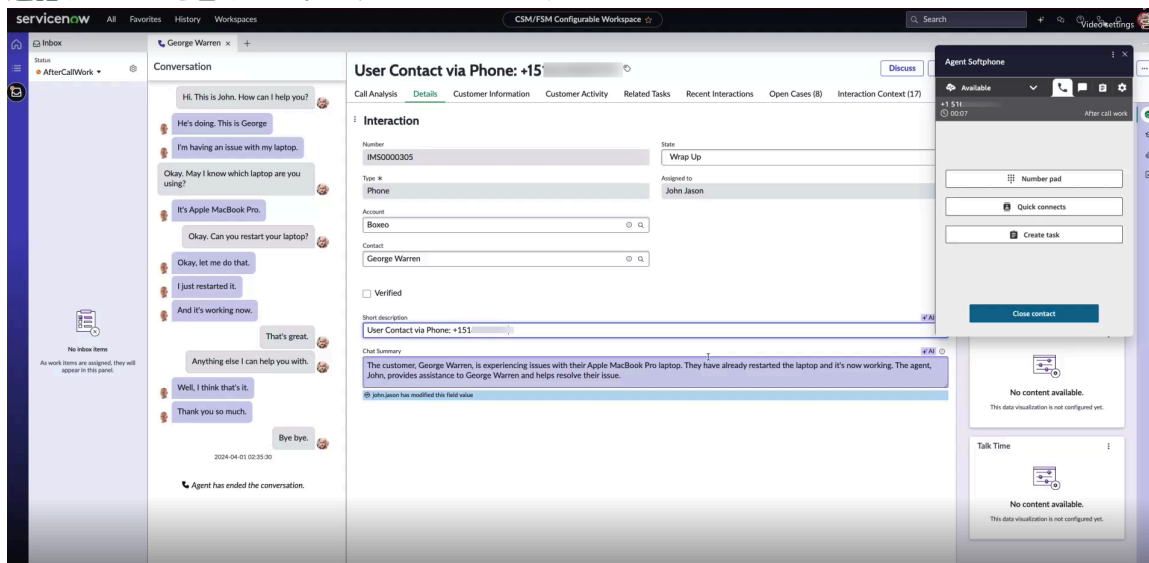 servicenow
All Favorites History Workspaces
CSM/FSM Configurable Workspace
Search
Video settings
Inbox
George Warren × +
Status
AfterCallWork
No inbox items
As work items are assigned, they will
appear in this panel.
Conversation
Hi. This is John. How can I help you?
He's doing. This is George
I'm having an issue with my laptop.
Okay. May I know which laptop are you
using?
It's Apple MacBook Pro.
Okay. Can you restart your laptop?
Okay, let me do that.
I just restarted it.
And it's working now.
That's great.
Anything else I can help you with.
Well, I think that's it.
Thank you so much.
Bye bye.
2024-04-01 02:35:30
Agent has ended the conversation.
User Contact via Phone: +15
Discuss
Call Analysis Details Customer Information Customer Activity Related Tasks Recent Interactions Open Cases (8) Interaction Context (17)
Interaction
Number
IMS0000305
State
Wrap Up
Type *
Phone
Assigned to
John Jason
Account
Boxeo
Contact
George Warren
Verified
Short description
AI
User Contact via Phone: +151
Chat Summary
AI
The customer, George Warren, is experiencing issues with their Apple MacBook Pro laptop. They have already restarted the laptop and it's now working. The agent,
John, provides assistance to George Warren and helps resolve their issue.
john.jason has modified this field value
Agent Softphone
Available
+1 51
00:07 After call work
Number pad
Quick connects
Create task
Close contact
No content available.
This data visualization is not configured yet.
Talk Time
No content available.
This data visualization is not configured yet.